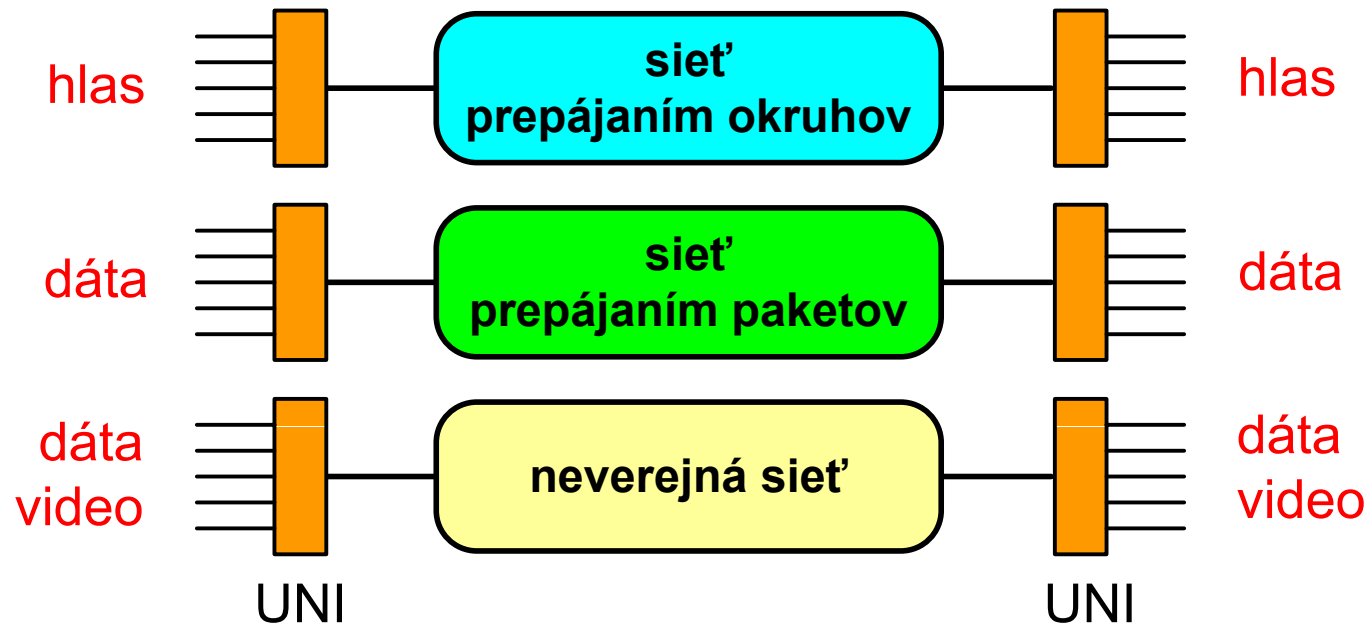 hlas
sieť
prepájaním okruhov
hlas
dáta
sieť
prepájaním paketov
dáta
dáta
video
neverejná sieť
dáta
video
UNI
UNI